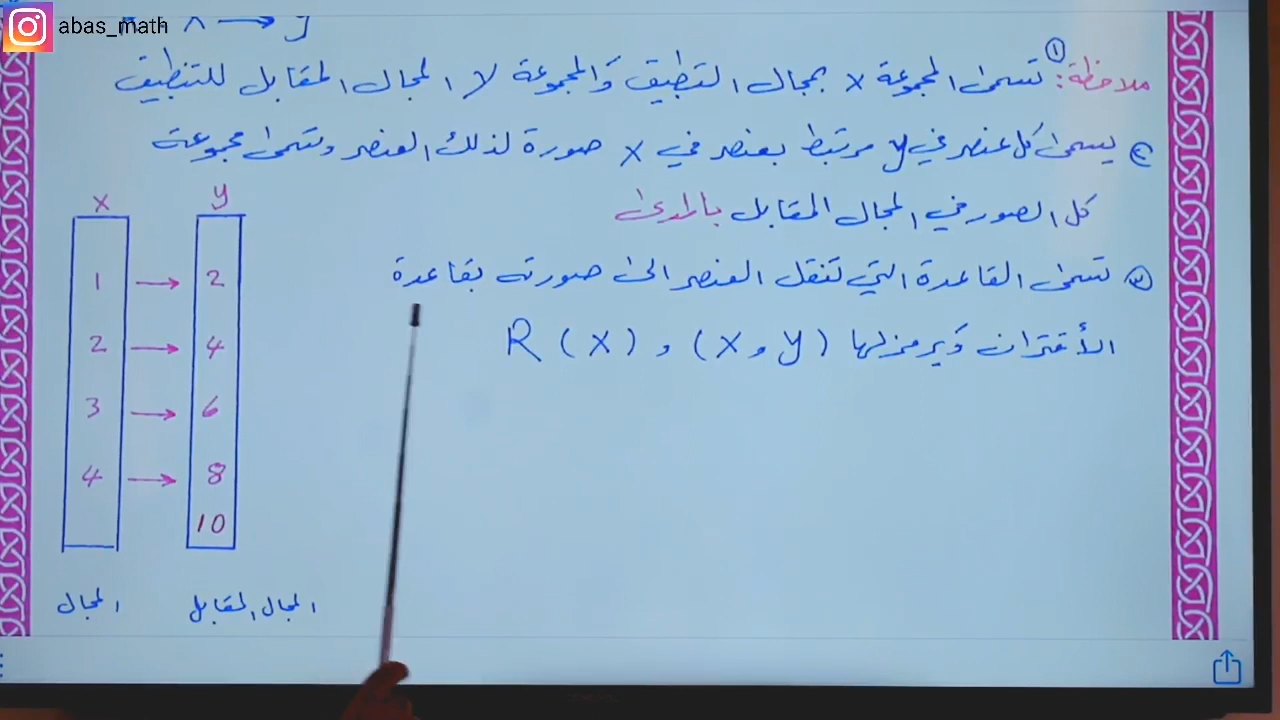 abas_math
ملاحظة: ① تسمى المجموعة x بمجال التطبيق والمجموعة y المجال المقابل للتطبيق
② يسمى كل عنصر في y مرتبط بعنصر في x صورة لذلك العنصر وتسمى مجموعة
كل الصور في المجال المقابل بالمدى
③ تسمى القاعدة التي تنقل العنصر الى صورته بقاعدة
الأقتران ويرمز لها (x و y) و R (x)
x y
1 → 2
2 → 4
3 → 6
4 → 8
10
المجال المجال المقابل